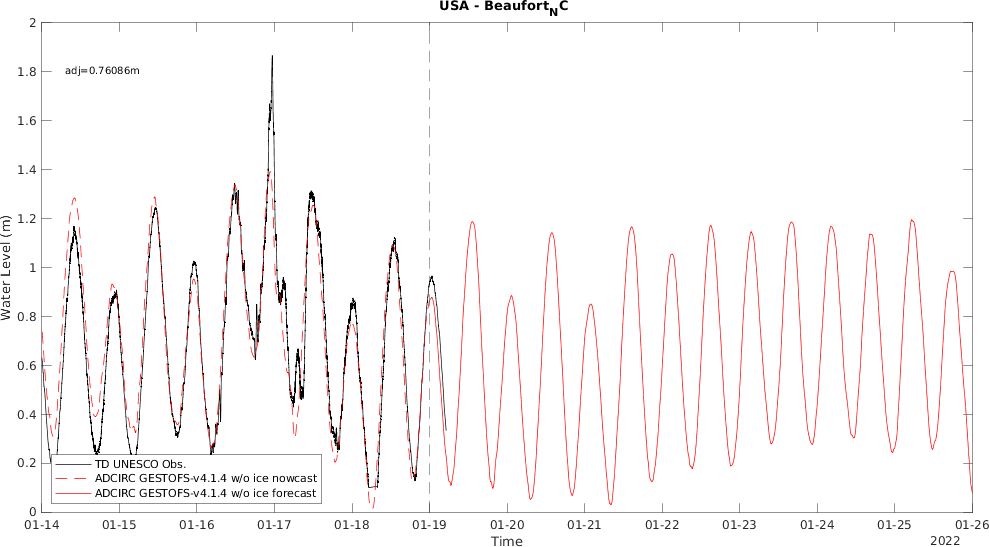 USA - BeaufortNC
2
1.8
adj=0.76086m
1.6
1.4
1.2
1
0.8
0.6
0.4
0.2
0
Water Level (m)
TD UNESCO Obs.
ADCIRC GESTOFS-v4.1.4 w/o ice nowcast
ADCIRC GESTOFS-v4.1.4 w/o ice forecast
01-14 01-15 01-16 01-17 01-18 01-19 01-20 01-21 01-22 01-23 01-24 01-25 01-26
Time
2022